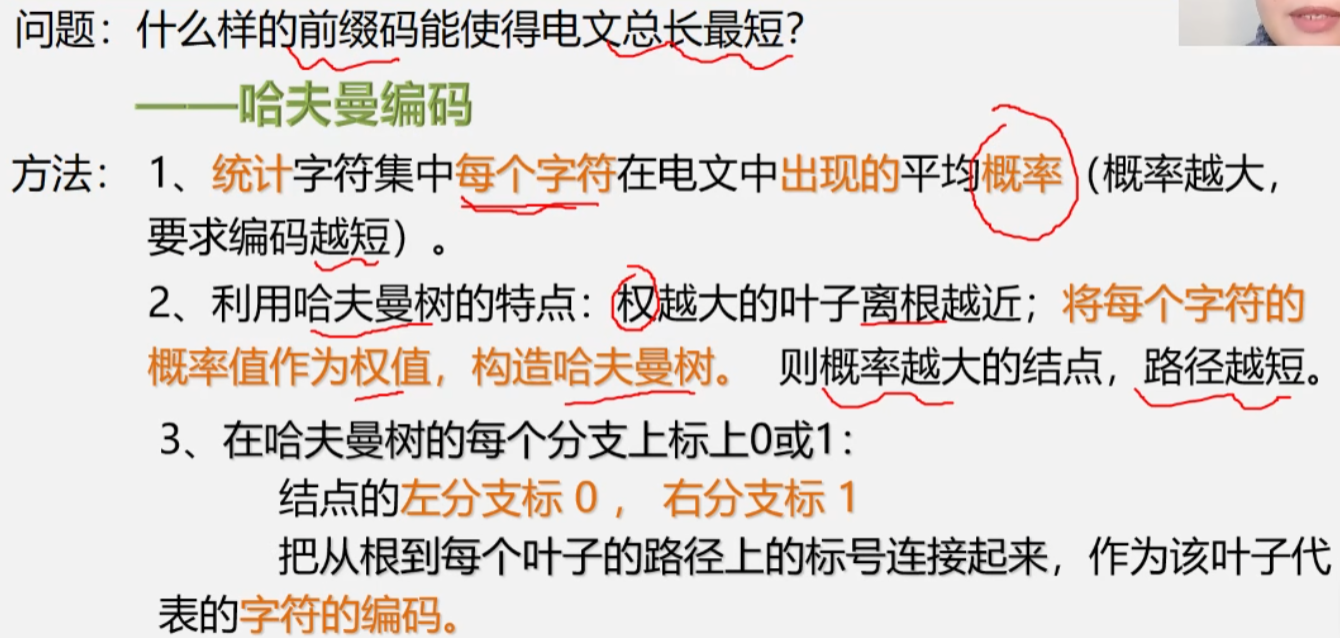 问题：什么样的前缀码能使得电文总长最短？
——哈夫曼编码
方法： 1、统计字符集中每个字符在电文中出现的平均概率（概率越大，
要求编码越短）。
2、利用哈夫曼树的特点：权越大的叶子离根越近；将每个字符的
概率值作为权值，构造哈夫曼树。 则概率越大的结点，路径越短。
3、在哈夫曼树的每个分支上标上0或1：
结点的左分支标 0 ， 右分支标 1
把从根到每个叶子的路径上的标号连接起来，作为该叶子代
表的字符的编码。